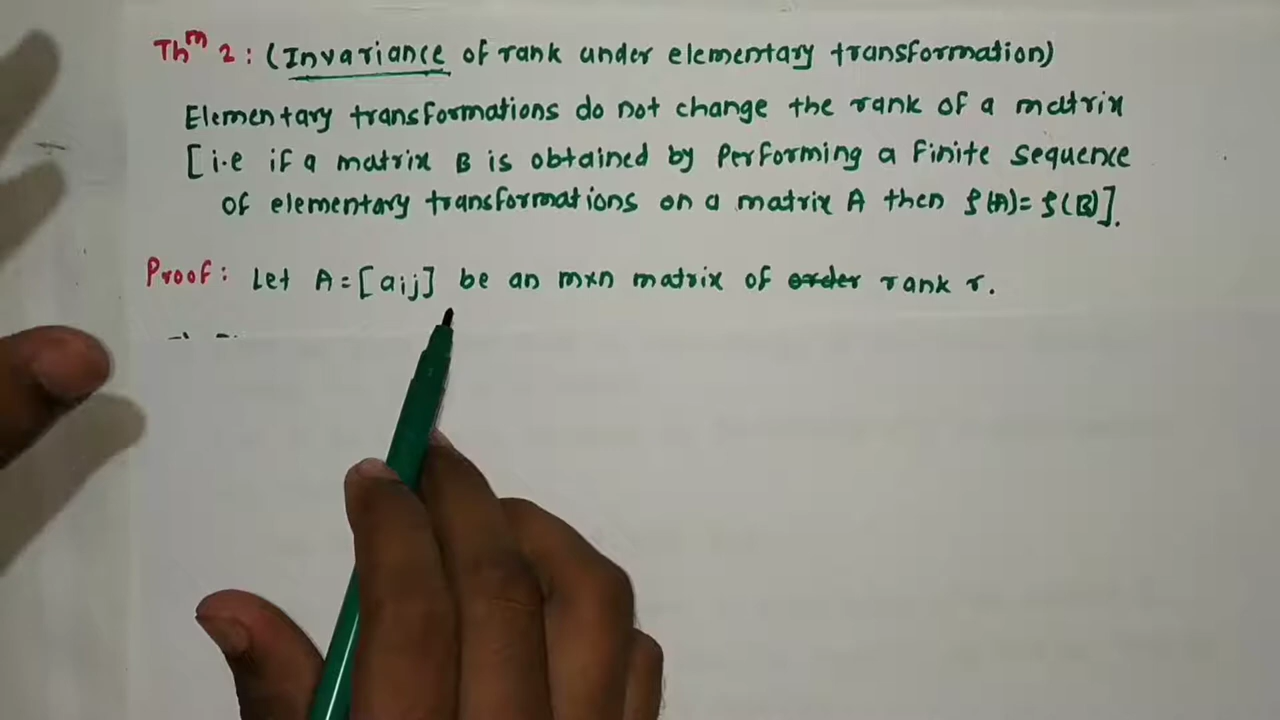 Thm 2: (Invariance of rank under elementary transformation)
Elementary transformations do not change the rank of a matrix
[i.e if a matrix B is obtained by performing a finite sequence
of elementary transformations on a matrix A then ρ(A)= ρ(B)].
Proof: Let A=[aij] be an mxn matrix of order rank r.